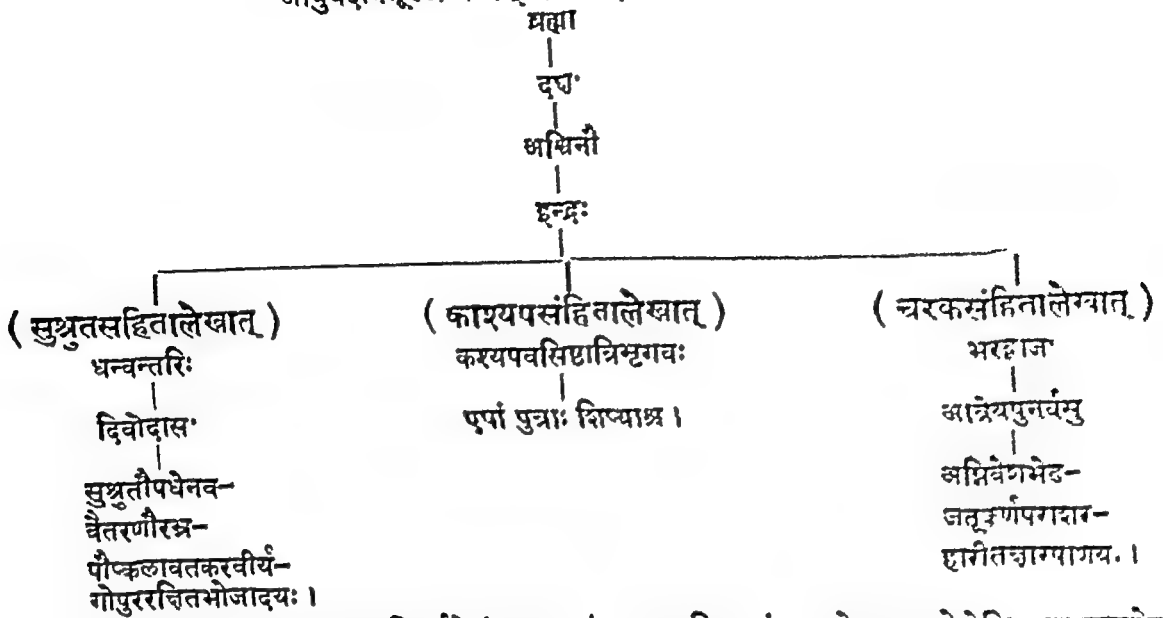 ब्रह्मा
दक्षः
अश्विनौ
इन्द्रः
( सुश्रुतसहितालेखात् )
धन्वन्तरिः
दिवोदासः
सुश्रुतौपधेनव-
वैतरणौरभ्र-
पौष्कलावतकरवीर्य-
गोपुररक्षितभोजादयः ।
( काश्यपसंहितालेखात् )
कश्यपवसिष्ठात्रिभृगवः
एषां पुत्राः शिष्याश्च ।
( चरकसंहितालेखात् )
भरद्वाजः
आत्रेयपुनर्वसु
अग्निवेशभेड-
जतूकर्णपराशर-
हारीतक्षारपाणयः ।